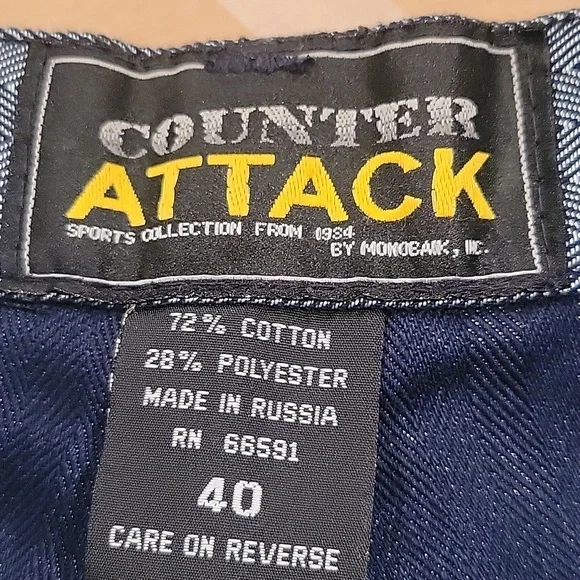 COUNTER
ATTACK
SPORTS COLLECTION FROM 1984
BY MONOBANK, INC.
72% COTTON
28% POLYESTER
MADE IN RUSSIA
RN 66591
40
CARE ON REVERSE